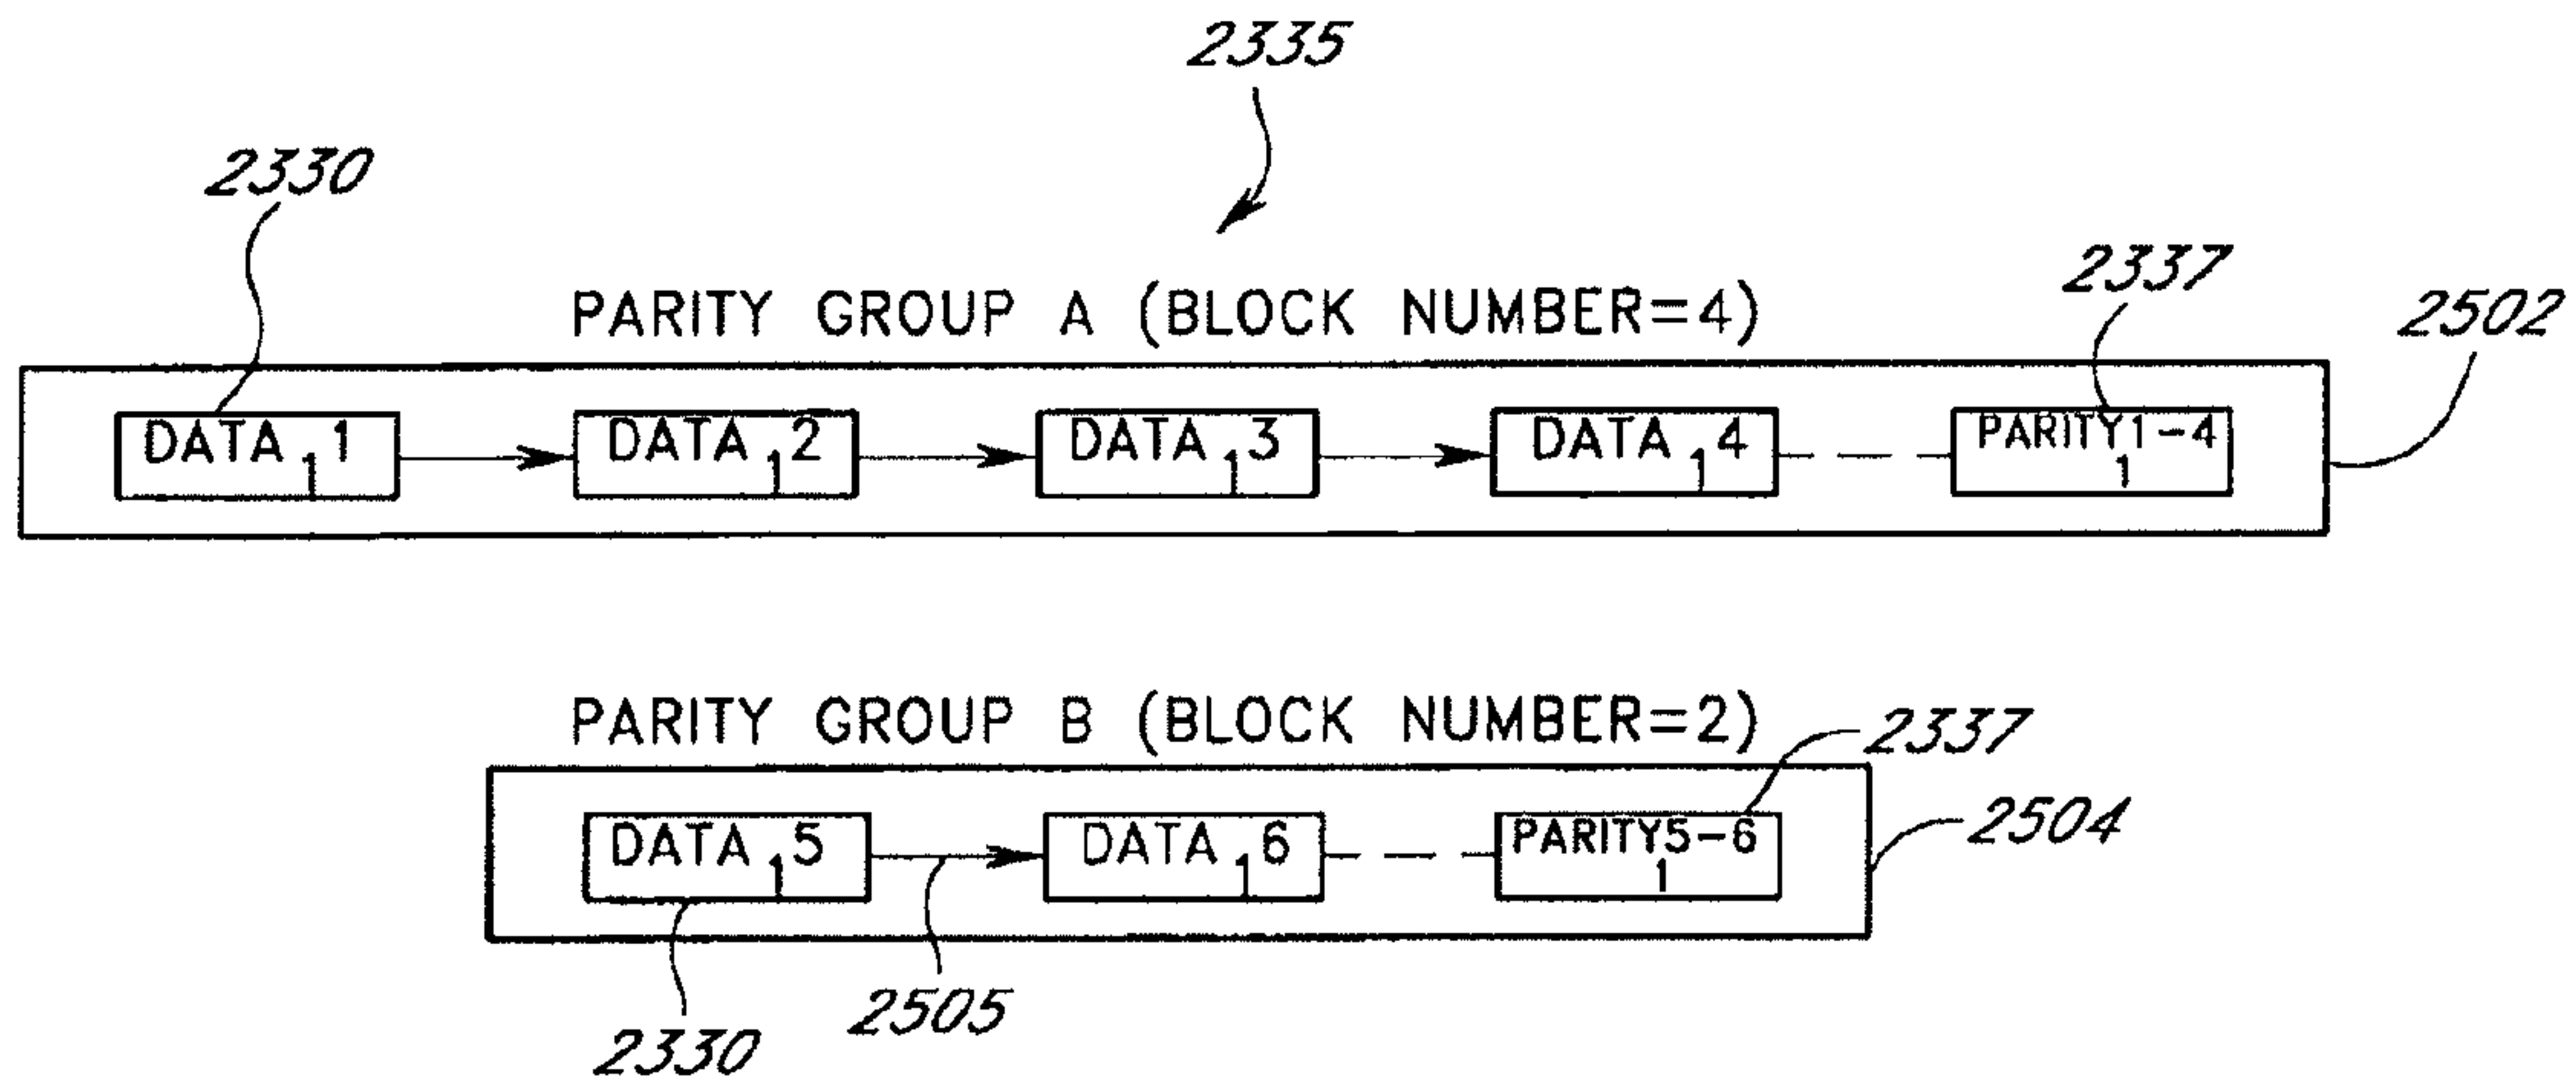 2335
2330
2337
2502
PARITY GROUP A (BLOCK NUMBER=4)
DATA 1 1
DATA 1 2
DATA 1 3
DATA 1 4
PARITY1-4
1
PARITY GROUP B (BLOCK NUMBER=2)
2337
2504
DATA 1 5
DATA 1 6
PARITY5-6
1
2505
2330